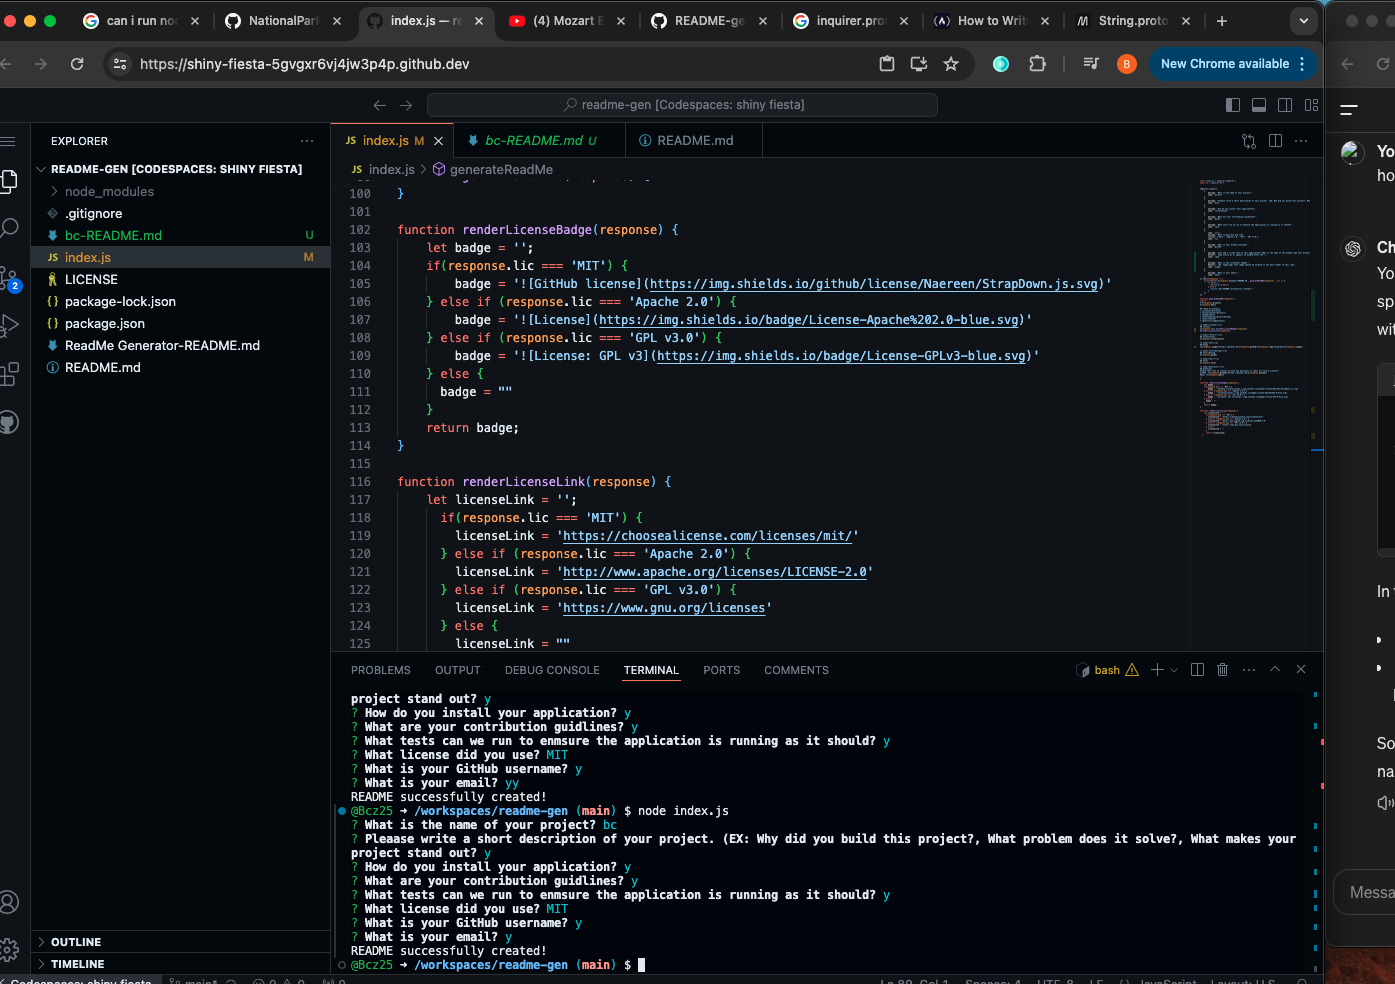 can i run no
NationalPark
index.js — re
(4) Mozart E
README-ge
inquirer.pro
How to Writ
String.proto
https://shiny-fiesta-5gvgxr6vj4jw3p4p.github.dev
B
New Chrome available
readme-gen [Codespaces: shiny fiesta]
EXPLORER
README-GEN [CODESPACES: SHINY FIESTA]
node_modules
.gitignore
bc-README.md U
JS index.js M
LICENSE
package-lock.json
package.json
ReadMe Generator-README.md
README.md
2
OUTLINE
TIMELINE
JS index.js M
bc-README.md U
README.md
JS index.js > generateReadMe
100 }
101
102 function renderLicenseBadge(response) {
103 let badge = '';
104 if(response.lic === 'MIT') {
105 badge = '![GitHub license](https://img.shields.io/github/license/Naereen/StrapDown.js.svg)'
106 } else if (response.lic === 'Apache 2.0') {
107 badge = '![License](https://img.shields.io/badge/License-Apache%202.0-blue.svg)'
108 } else if (response.lic === 'GPL v3.0') {
109 badge = '![License: GPL v3](https://img.shields.io/badge/License-GPLv3-blue.svg)'
110 } else {
111 badge = ""
112 }
113 return badge;
114 }
115
116 function renderLicenseLink(response) {
117 let licenseLink = '';
118 if(response.lic === 'MIT') {
119 licenseLink = 'https://choosealicense.com/licenses/mit/'
120 } else if (response.lic === 'Apache 2.0') {
121 licenseLink = 'http://www.apache.org/licenses/LICENSE-2.0'
122 } else if (response.lic === 'GPL v3.0') {
123 licenseLink = 'https://www.gnu.org/licenses'
124 } else {
125 licenseLink = ""
PROBLEMS OUTPUT DEBUG CONSOLE TERMINAL PORTS COMMENTS
bash
project stand out? y
? How do you install your application? y
? What are your contribution guidlines? y
? What tests can we run to enmsure the application is running as it should? y
? What license did you use? MIT
? What is your GitHub username? y
? What is your email? yy
README successfully created!
@Bcz25 → /workspaces/readme-gen (main) $ node index.js
? What is the name of your project? bc
? Pleaase write a short description of your project. (EX: Why did you build this project?, What problem does it solve?, What makes your
project stand out? y
? How do you install your application? y
? What are your contribution guidlines? y
? What tests can we run to enmsure the application is running as it should? y
? What license did you use? MIT
? What is your GitHub username? y
? What is your email? y
README successfully created!
@Bcz25 → /workspaces/readme-gen (main) $
Yo
ho
Ch
Yo
sp
wit
In
So
na
Messa